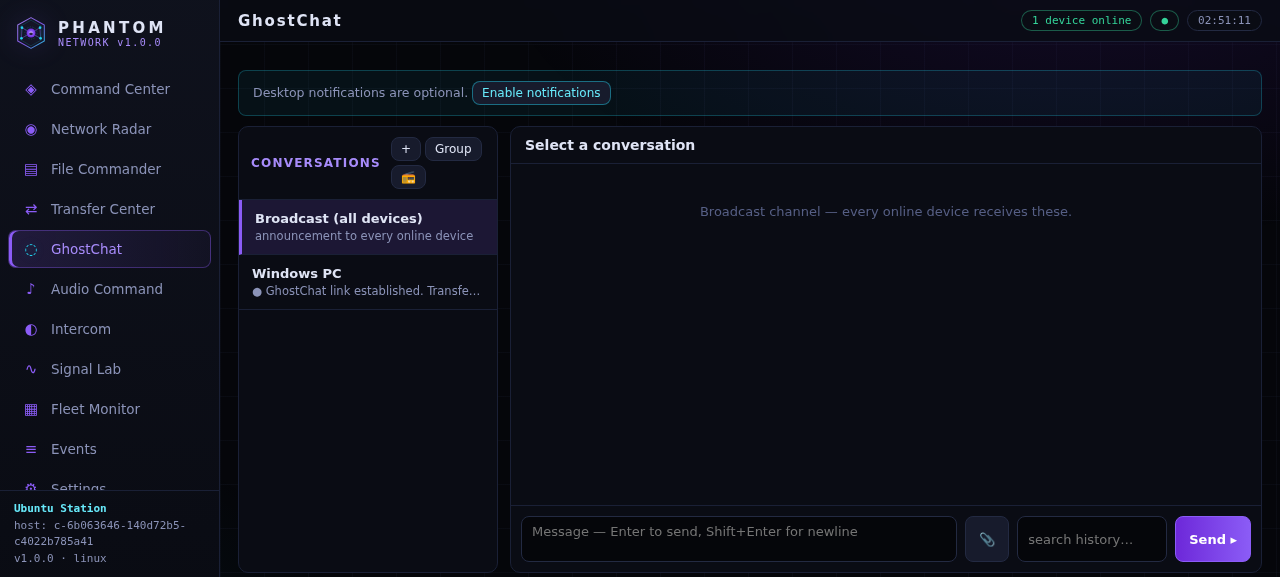 PHANTOM
NETWORK v1.0.0
GhostChat
1 device online
02:51:11
Command Center
Network Radar
File Commander
Transfer Center
GhostChat
Audio Command
Intercom
Signal Lab
Fleet Monitor
Events
Settings
Ubuntu Station
host: c-6b063646-140d72b5-
c4022b785a41
v1.0.0 · linux
Desktop notifications are optional. Enable notifications
CONVERSATIONS
+ Group
Broadcast (all devices)
announcement to every online device
Windows PC
● GhostChat link established. Transfe…
Select a conversation
Broadcast channel — every online device receives these.
Message — Enter to send, Shift+Enter for newline
search history…
Send ▸